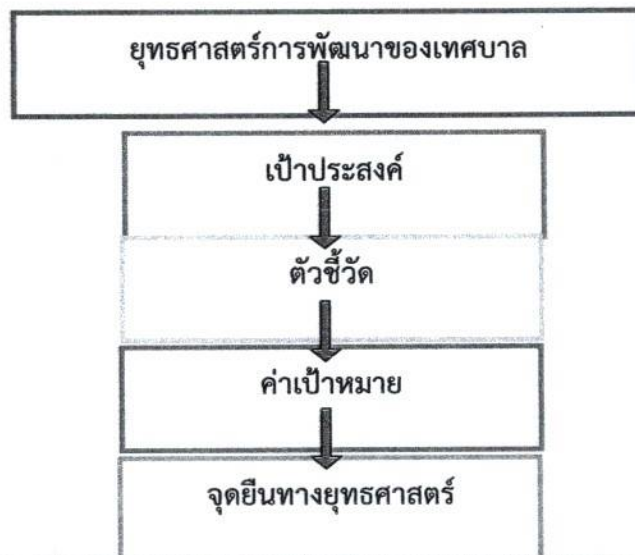 ยุทธศาสตร์การพัฒนาของเทศบาล
เป้าประสงค์
ตัวชี้วัด
ค่าเป้าหมาย
จุดยืนทางยุทธศาสตร์